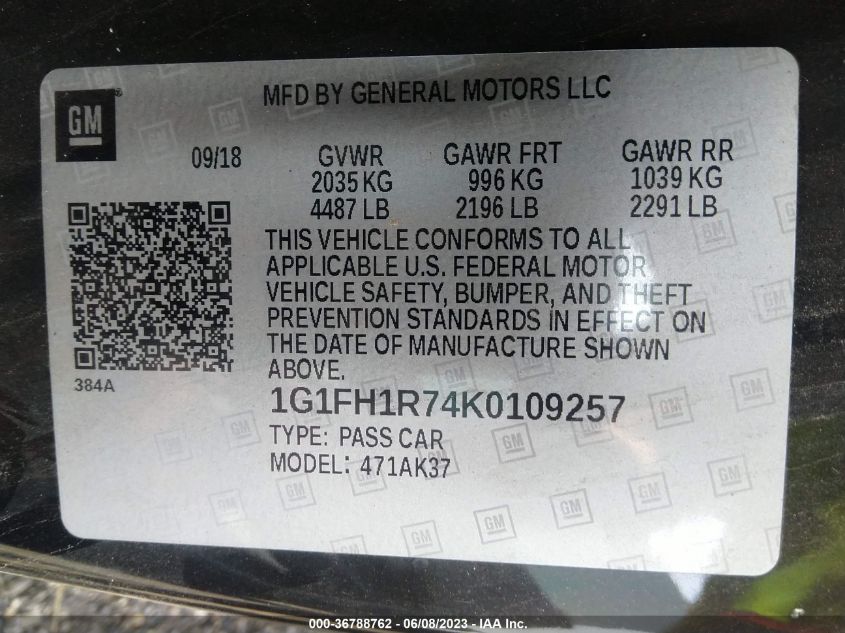 GM
MFD BY GENERAL MOTORS LLC
09/18
GVWR
2035 KG
4487 LB
GAWR FRT
996 KG
2196 LB
GAWR RR
1039 KG
2291 LB
THIS VEHICLE CONFORMS TO ALL
APPLICABLE U.S. FEDERAL MOTOR
VEHICLE SAFETY, BUMPER, AND THEFT
PREVENTION STANDARDS IN EFFECT ON
THE DATE OF MANUFACTURE SHOWN
ABOVE.
384A
1G1FH1R74K0109257
TYPE: PASS CAR
MODEL: 471AK37
000-36788762 - 06/08/2023 - IAA Inc.